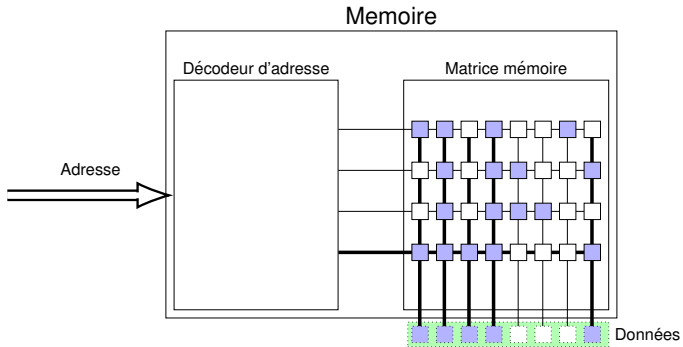 Memoire
Décodeur d'adresse
Matrice mémoire
Adresse
Données